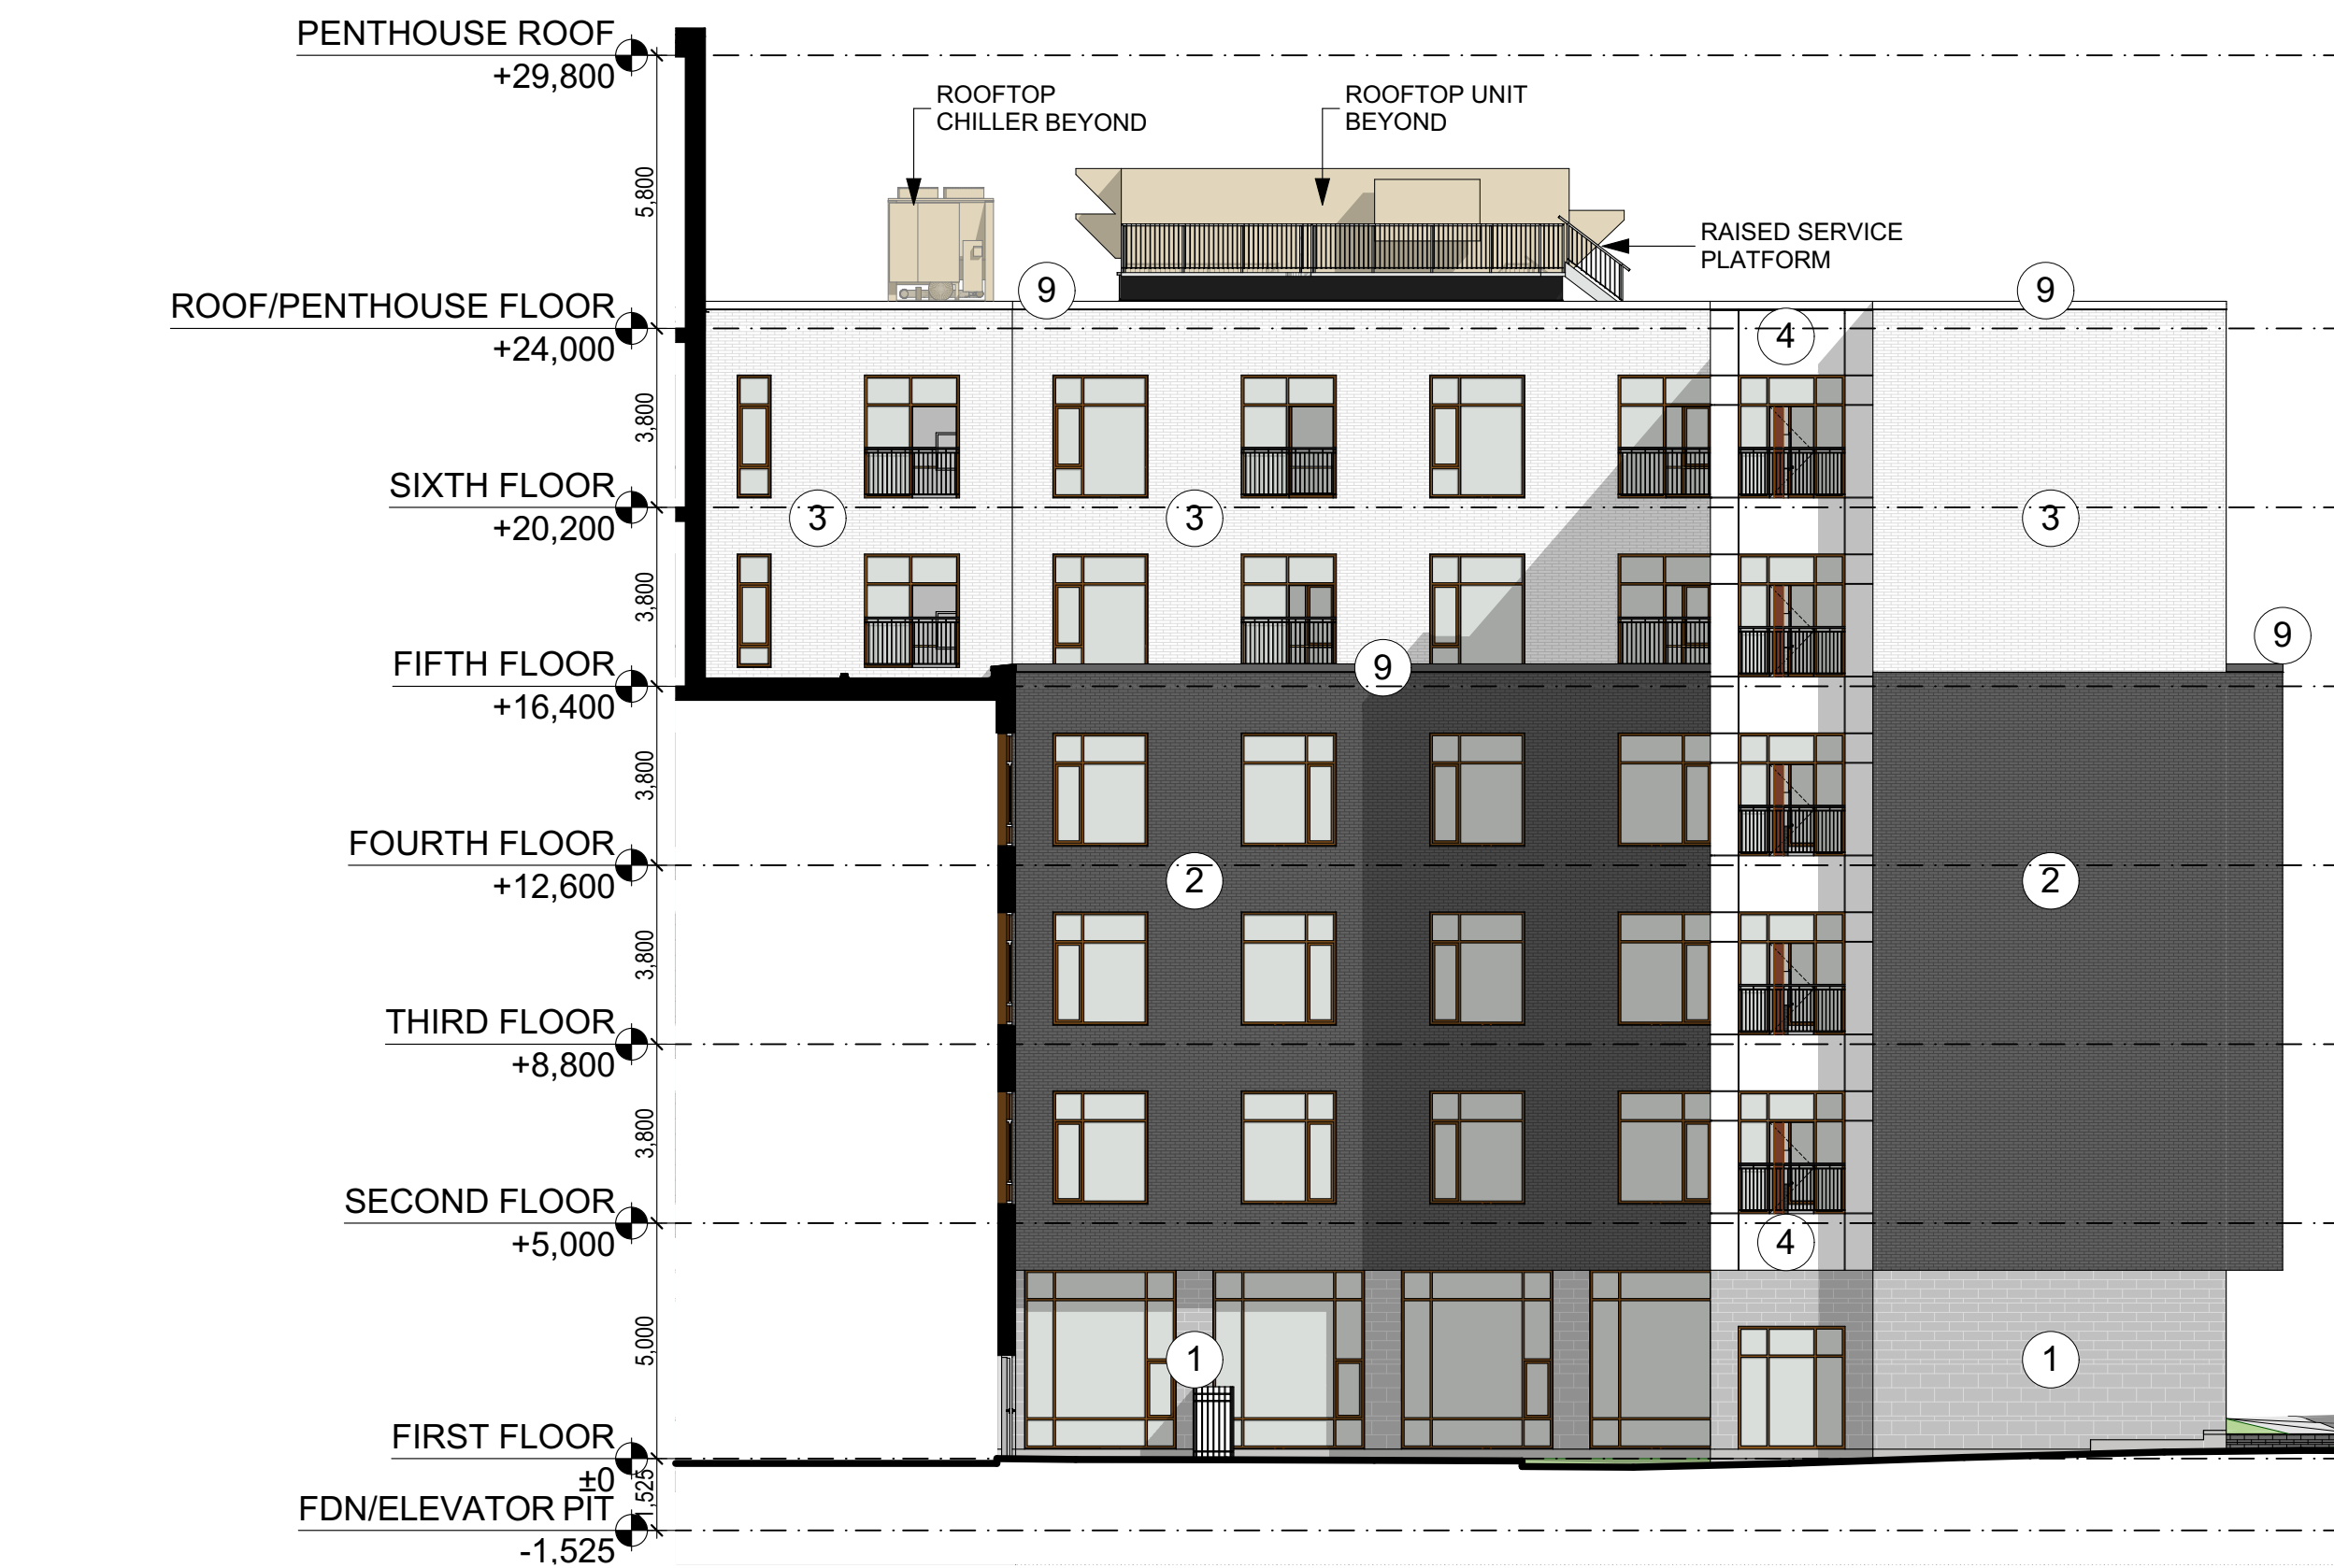 PENTHOUSE ROOF
+29,800
ROOFTOP
CHILLER BEYOND
ROOFTOP UNIT
BEYOND
5,800
RAISED SERVICE
PLATFORM
9
9
ROOF/PENTHOUSE FLOOR
+24,000
4
3,800
SIXTH FLOOR
+20,200
3
3
3
3,800
9
FIFTH FLOOR
+16,400
9
3,800
FOURTH FLOOR
+12,600
2
2
3,800
THIRD FLOOR
+8,800
3,800
SECOND FLOOR
+5,000
4
5,000
1
1
FIRST FLOOR
±0
1,525
FDN/ELEVATOR PIT
-1,525